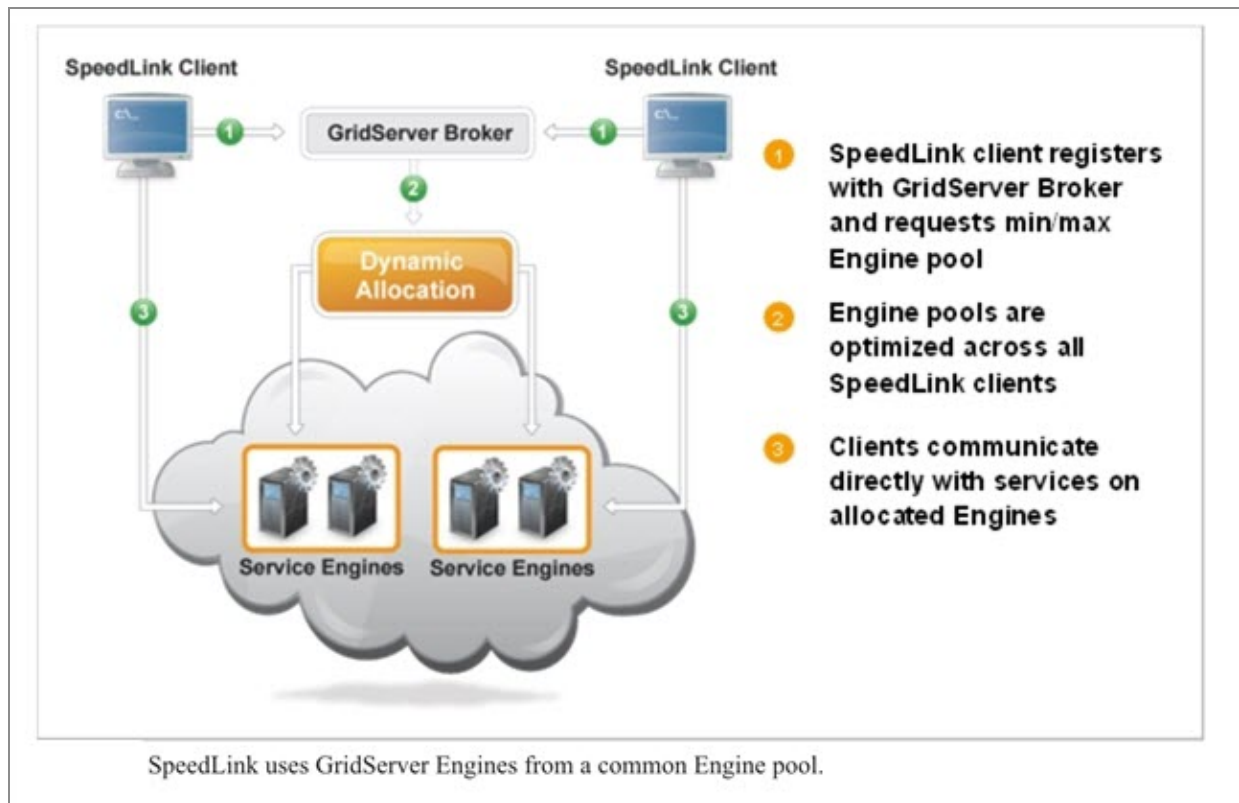 SpeedLink Client
SpeedLink Client
C:\_
1
GridServer Broker
1
C:\_
2
Dynamic
Allocation
3
3
Service Engines
Service Engines
1
SpeedLink client registers
with GridServer Broker
and requests min/max
Engine pool
2
Engine pools are
optimized across all
SpeedLink clients
3
Clients communicate
directly with services on
allocated Engines
SpeedLink uses GridServer Engines from a common Engine pool.